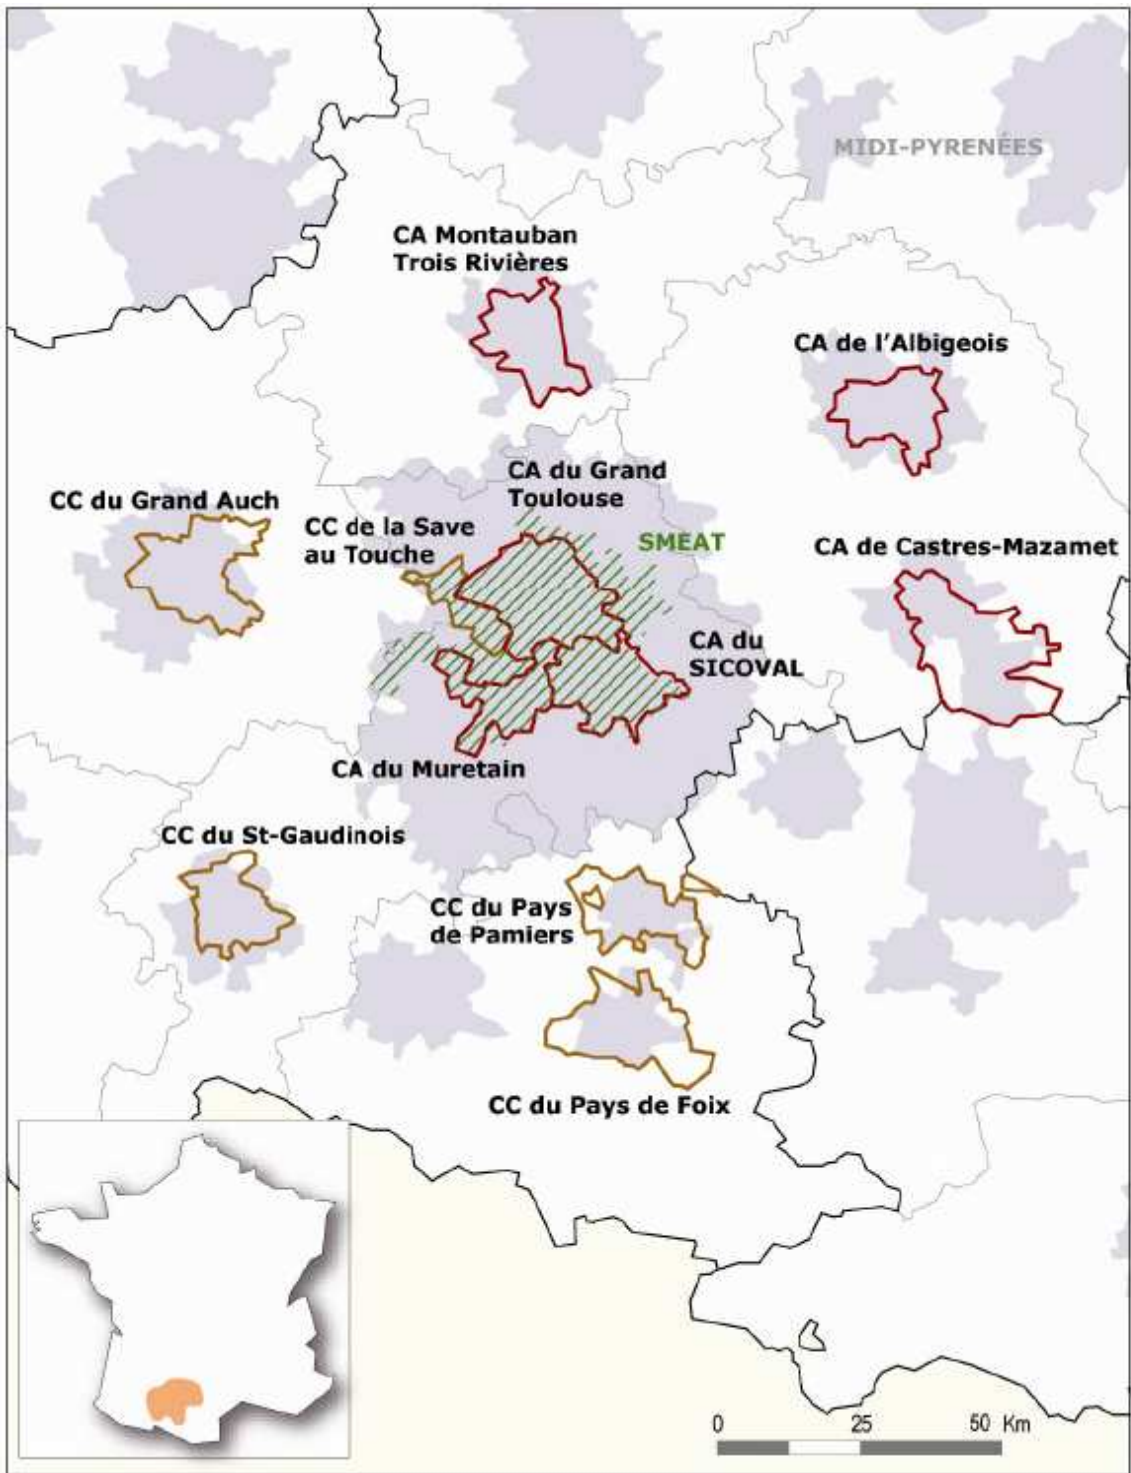 MIDI-PYRENÉES
CA Montauban
Trois Rivières
CA de l'Albigeois
CA du Grand
Toulouse
CC du Grand Auch
CC de la Save
au Touche
SMEAT
CA de Castres-Mazamet
CA du
SICOVAL
CA du Muretain
CC du St-Gaudinois
CC du Pays
de Pamiers
CC du Pays de Foix
0 25 50 Km